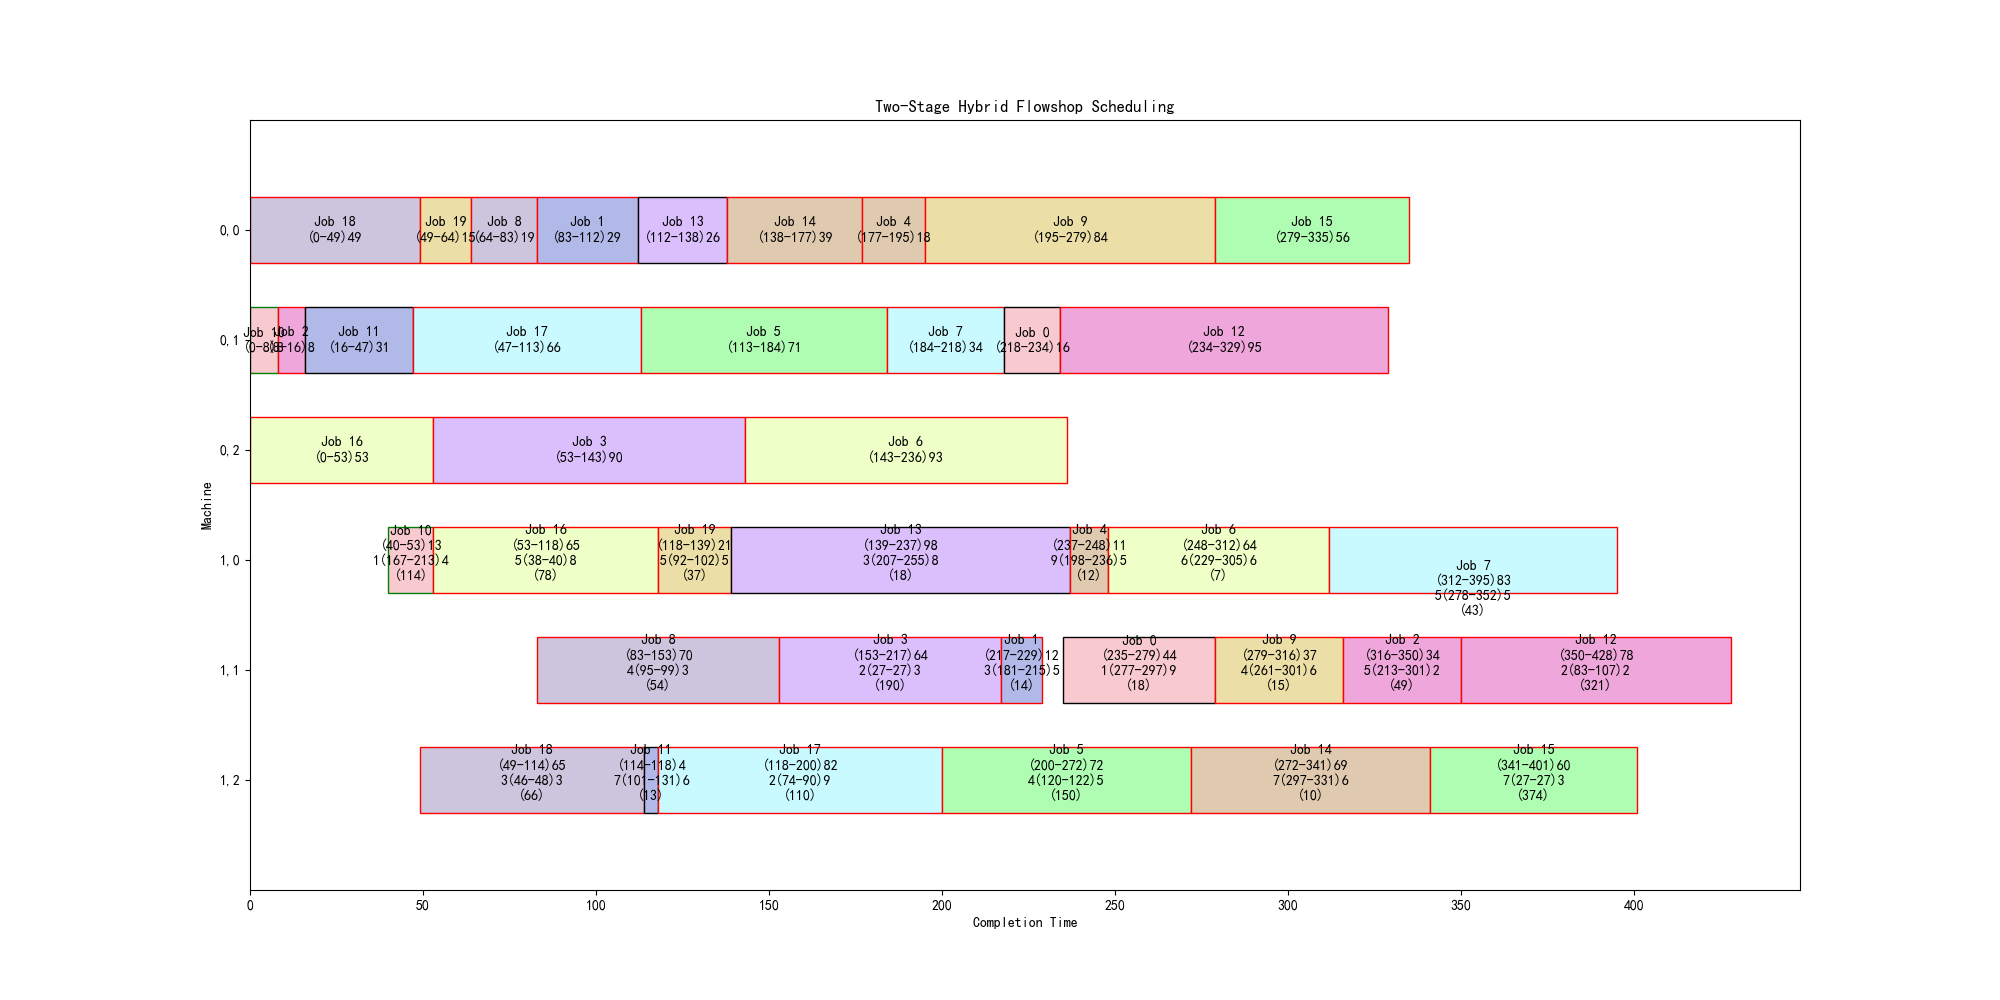 Two-Stage Hybrid Flowshop Scheduling
0,0
Job 18
(0-49)49
Job 19
(49-64)15
Job 8
(64-83)19
Job 1
(83-112)29
Job 13
(112-138)26
Job 14
(138-177)39
Job 4
(177-195)18
Job 9
(195-279)84
Job 15
(279-335)56
0,1
Job 10
(0-8)8
Job 2
(8-16)8
Job 11
(16-47)31
Job 17
(47-113)66
Job 5
(113-184)71
Job 7
(184-218)34
Job 0
(218-234)16
Job 12
(234-329)95
0,2
Job 16
(0-53)53
Job 3
(53-143)90
Job 6
(143-236)93
Machine
1,0
Job 10
(40-53)13
1(167-213)4
(114)
Job 16
(53-118)65
5(38-40)8
(78)
Job 19
(118-139)21
5(92-102)5
(37)
Job 13
(139-237)98
3(207-255)8
(18)
Job 4
(237-248)11
9(198-236)5
(12)
Job 6
(248-312)64
6(229-305)6
(7)
Job 7
(312-395)83
5(278-352)5
(43)
1,1
Job 8
(83-153)70
4(95-99)3
(54)
Job 3
(153-217)64
2(27-27)3
(190)
Job 1
(217-229)12
3(181-215)5
(14)
Job 0
(235-279)44
1(277-297)9
(18)
Job 9
(279-316)37
4(261-301)6
(15)
Job 2
(316-350)34
5(213-301)2
(49)
Job 12
(350-428)78
2(83-107)2
(321)
1,2
Job 18
(49-114)65
3(46-48)3
(66)
Job 11
(114-118)4
7(101-131)6
(13)
Job 17
(118-200)82
2(74-90)9
(110)
Job 5
(200-272)72
4(120-122)5
(150)
Job 14
(272-341)69
7(297-331)6
(10)
Job 15
(341-401)60
7(27-27)3
(374)
0 50 100 150 200 250 300 350 400
Completion Time